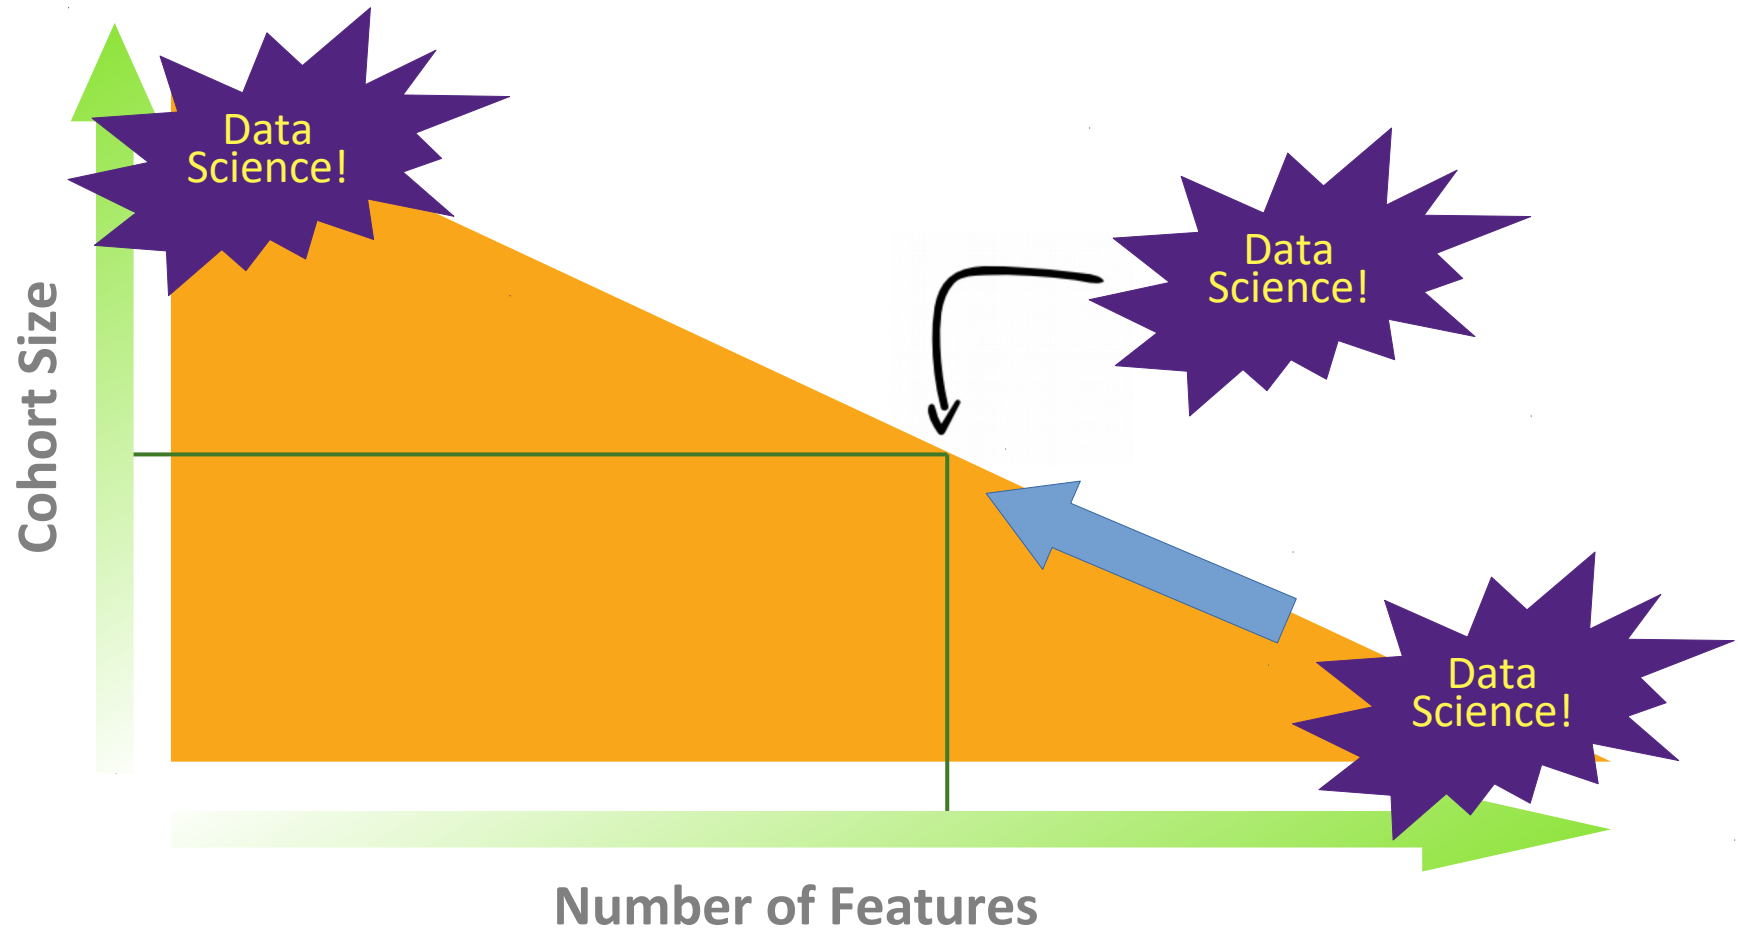 Data
Science!
Data
Science!
Cohort Size
Data
Science!
Number of Features